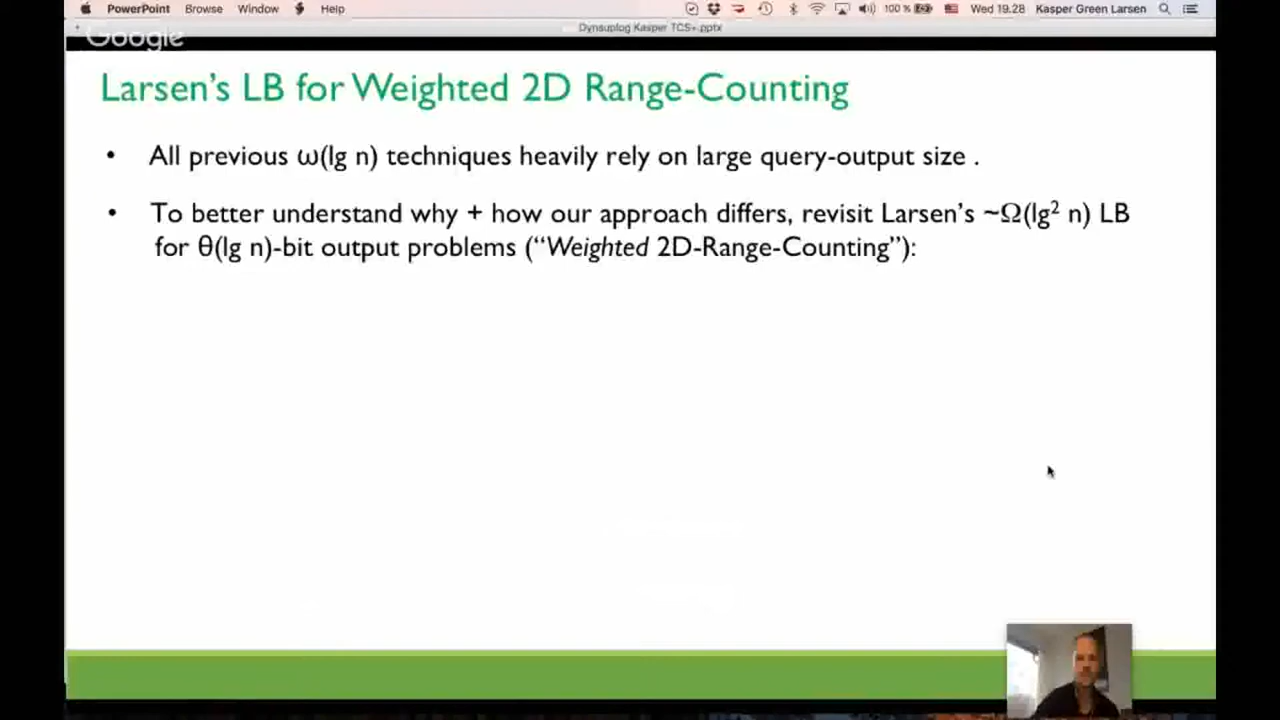 PowerPoint Browse Window Help 100 % Wed 19.28 Kasper Green Larsen
Dynsuplog Kasper TCS+.pptx
Google
Larsen's LB for Weighted 2D Range-Counting
• All previous ω(lg n) techniques heavily rely on large query-output size .
• To better understand why + how our approach differs, revisit Larsen's ~Ω(lg² n) LB
for θ(lg n)-bit output problems (“Weighted 2D-Range-Counting”):